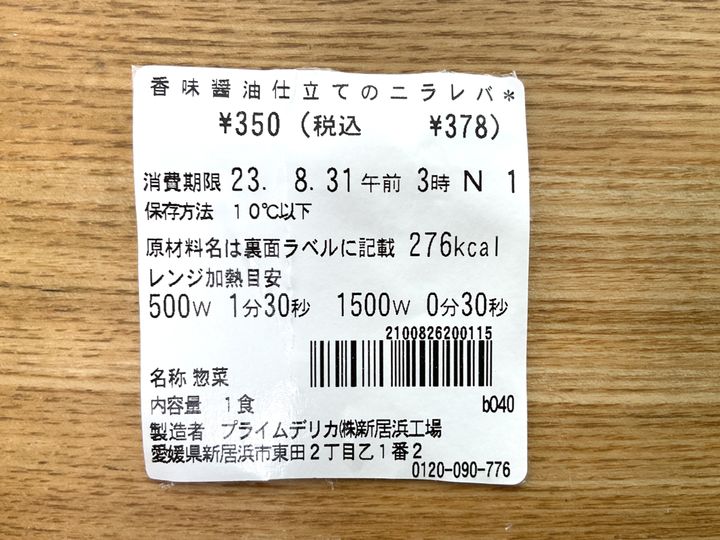 香味醤油仕立てのニラレバ*
¥350（税込　¥378）
消費期限 23. 8.31午前 3時 N 1
保存方法 10℃以下
原材料名は裏面ラベルに記載 276kcal
レンジ加熱目安
500W 1分30秒 1500W 0分30秒
2100826200115
名称 惣菜
内容量 1食 b040
製造者 プライムデリカ㈱新居浜工場
愛媛県新居浜市東田2丁目乙1番2
0120-090-776